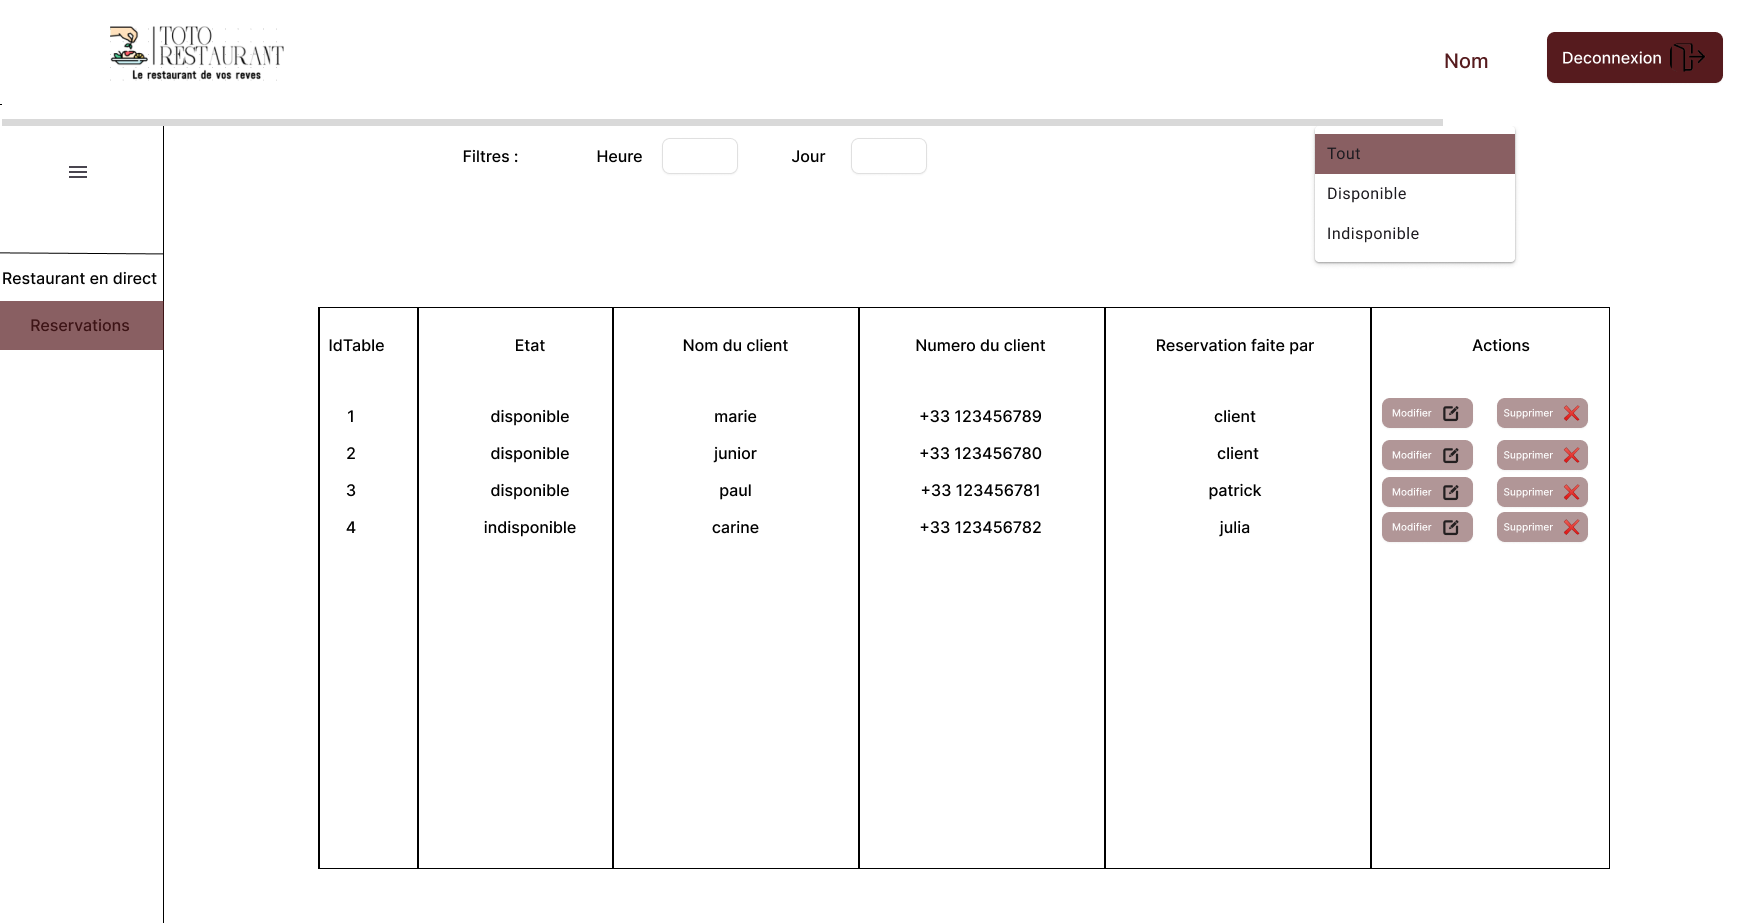 TOTO
RESTAURANT
Le restaurant de vos reves
Nom
Deconnexion
Filtres :
Heure
Jour
Tout
Disponible
Indisponible
Restaurant en direct
Reservations
IdTable Etat Nom du client Numero du client Reservation faite par Actions
1 disponible marie +33 123456789 client Modifier Supprimer
2 disponible junior +33 123456780 client Modifier Supprimer
3 disponible paul +33 123456781 patrick Modifier Supprimer
4 indisponible carine +33 123456782 julia Modifier Supprimer